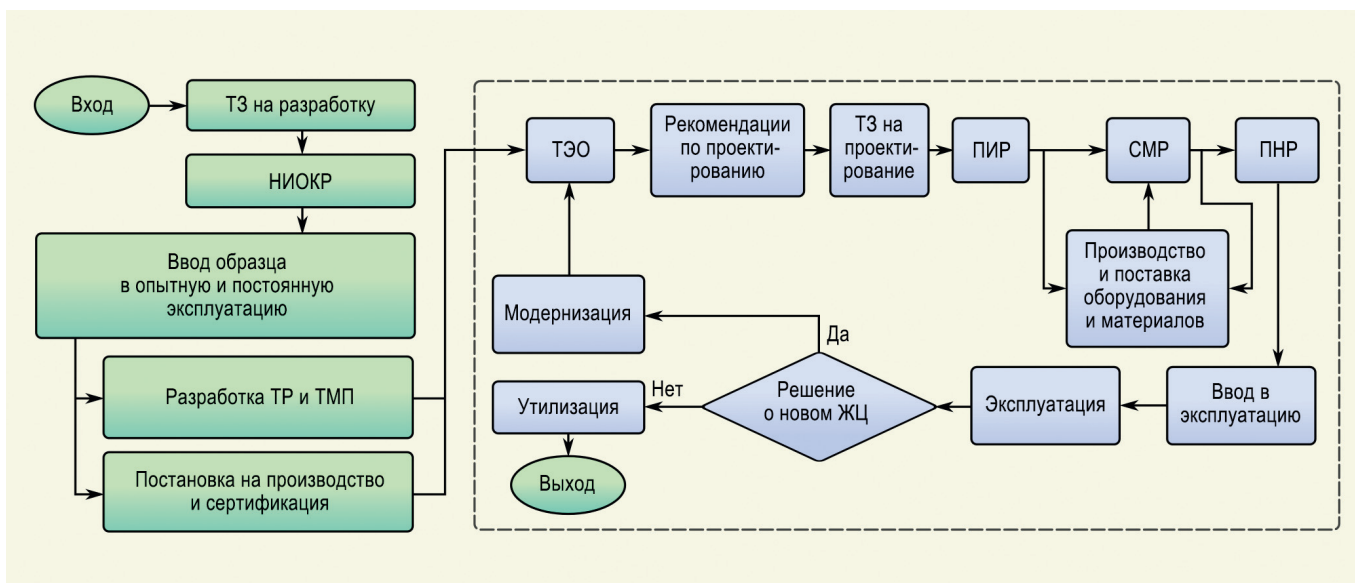 Вход
ТЗ на разработку
НИОКР
Ввод образца
в опытную и постоянную
эксплуатацию
Разработка ТР и ТМП
Постановка на производство
и сертификация
ТЭО
Рекомендации
по проекти-
рованию
ТЗ на
проекти-
рование
ПИР
СМР
ПНР
Производство
и поставка
оборудования
и материалов
Модернизация
Да
Утилизация
Нет
Решение
о новом ЖЦ
Эксплуатация
Ввод в
эксплуатацию
Выход